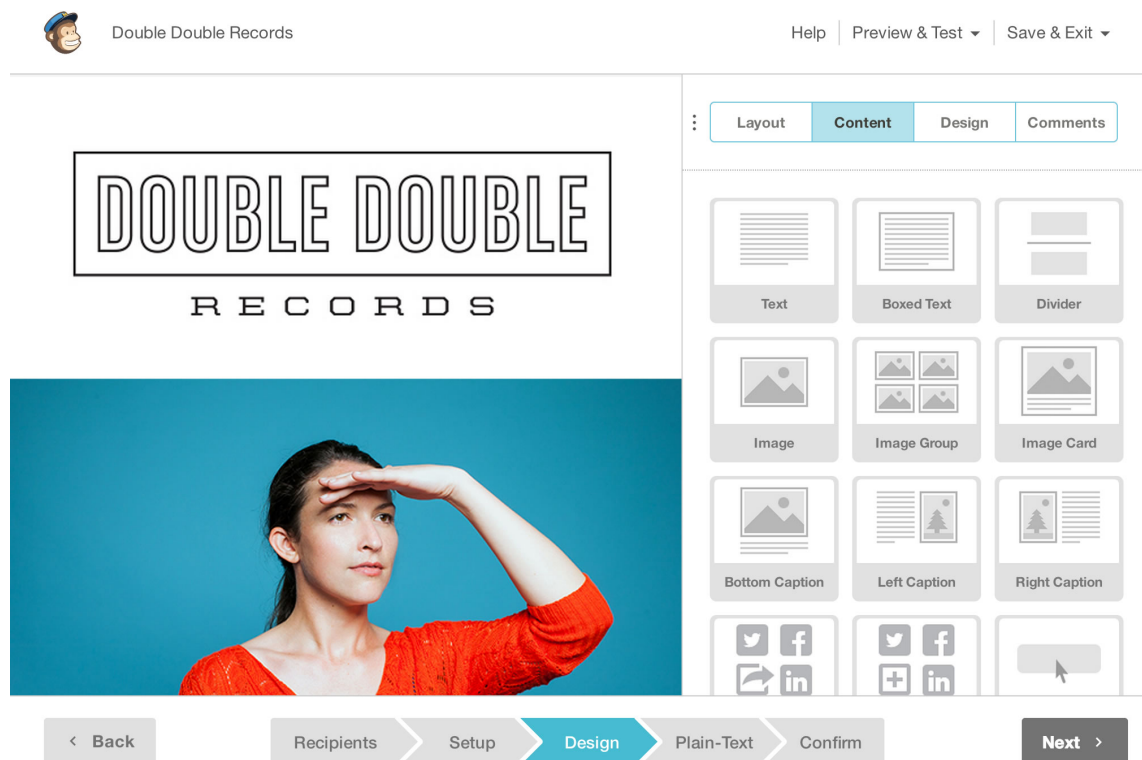 Double Double Records
Help
Preview & Test
Save & Exit
Layout
Content
Design
Comments
DOUBLE DOUBLE
RECORDS
Text
Boxed Text
Divider
Image
Image Group
Image Card
Bottom Caption
Left Caption
Right Caption
in
in
Back
Recipients
Setup
Design
Plain-Text
Confirm
Next